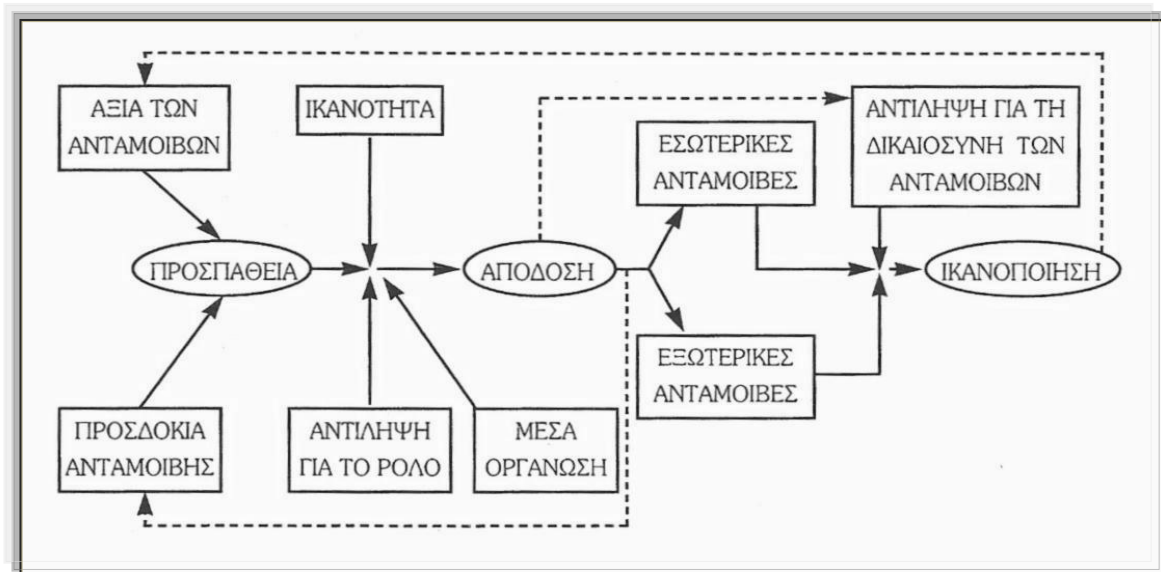 ΑΞΙΑ ΤΩΝ
ΑΝΤΑΜΟΙΒΩΝ
ΙΚΑΝΟΤΗΤΑ
ΕΣΩΤΕΡΙΚΕΣ
ΑΝΤΑΜΟΙΒΕΣ
ΑΝΤΙΛΗΨΗ ΓΙΑ ΤΗ
ΔΙΚΑΙΟΣΥΝΗ ΤΩΝ
ΑΝΤΑΜΟΙΒΩΝ
ΠΡΟΣΠΑΘΕΙΑ
ΑΠΟΔΟΣΗ
ΙΚΑΝΟΠΟΙΗΣΗ
ΕΞΩΤΕΡΙΚΕΣ
ΑΝΤΑΜΟΙΒΕΣ
ΠΡΟΣΔΟΚΙΑ
ΑΝΤΑΜΟΙΒΗΣ
ΑΝΤΙΛΗΨΗ
ΓΙΑ ΤΟ ΡΟΛΟ
ΜΕΣΑ
ΟΡΓΑΝΩΣΗ